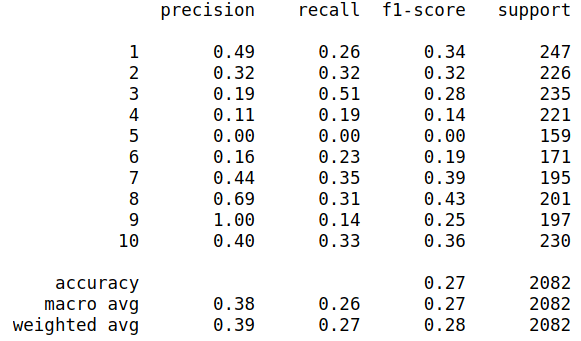 precision recall f1-score support
1 0.49 0.26 0.34 247
2 0.32 0.32 0.32 226
3 0.19 0.51 0.28 235
4 0.11 0.19 0.14 221
5 0.00 0.00 0.00 159
6 0.16 0.23 0.19 171
7 0.44 0.35 0.39 195
8 0.69 0.31 0.43 201
9 1.00 0.14 0.25 197
10 0.40 0.33 0.36 230
accuracy 0.27 2082
macro avg 0.38 0.26 0.27 2082
weighted avg 0.39 0.27 0.28 2082